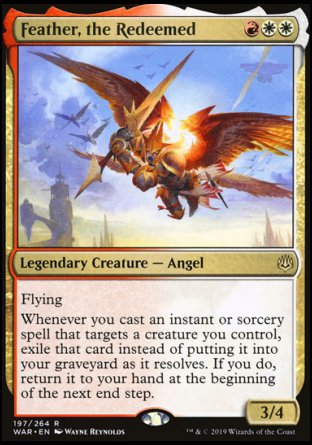 Feather, the Redeemed
Legendary Creature — Angel
Flying
Whenever you cast an instant or sorcery
spell that targets a creature you control,
exile that card instead of putting it into
your graveyard as it resolves. If you do,
return it to your hand at the beginning
of the next end step.
3/4
197/264 R
WAR • EN Wayne Reynolds
™ & © 2019 Wizards of the Coast